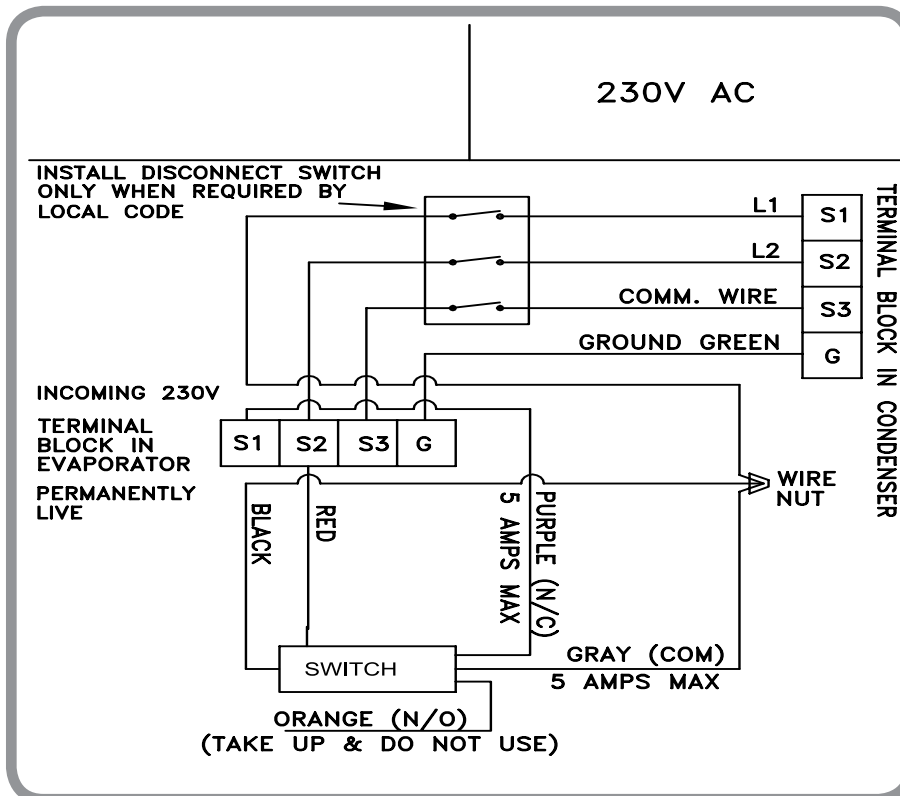 230V AC
INSTALL DISCONNECT SWITCH
ONLY WHEN REQUIRED BY
LOCAL CODE
L1
S1
L2
S2
COMM. WIRE
S3
GROUND GREEN
G
TERMINAL BLOCK IN CONDENSER
INCOMING 230V
TERMINAL
BLOCK IN
EVAPORATOR
S1 S2 S3 G
PERMANENTLY
LIVE
WIRE
NUT
BLACK
RED
PURPLE (N/C)
5 AMPS MAX
SWITCH
GRAY (COM)
5 AMPS MAX
ORANGE (N/O)
(TAKE UP & DO NOT USE)